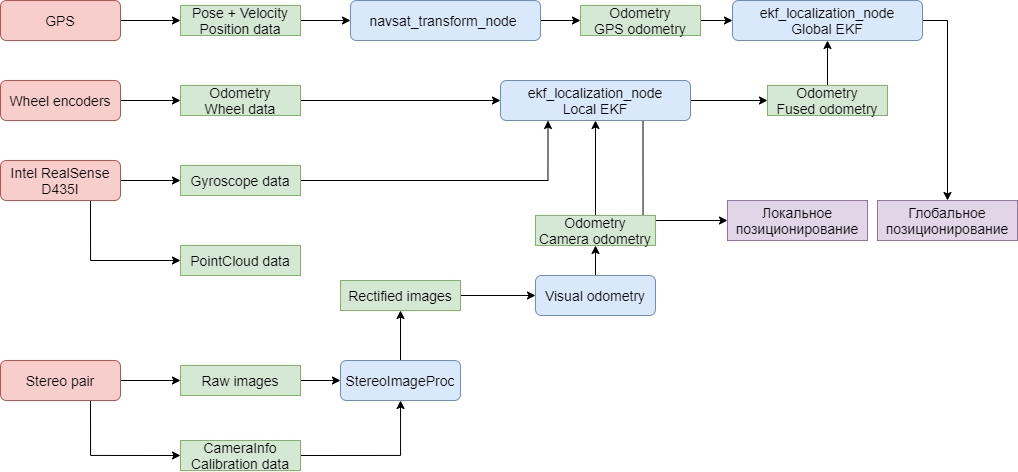 GPS
Pose + Velocity
Position data
navsat_transform_node
Odometry
GPS odometry
ekf_localization_node
Global EKF
Wheel encoders
Odometry
Wheel data
ekf_localization_node
Local EKF
Odometry
Fused odometry
Intel RealSense
D435I
Gyroscope data
Odometry
Camera odometry
Локальное
позиционирование
Глобальное
позиционирование
PointCloud data
Rectified images
Visual odometry
Stereo pair
Raw images
StereoImageProc
CameraInfo
Calibration data